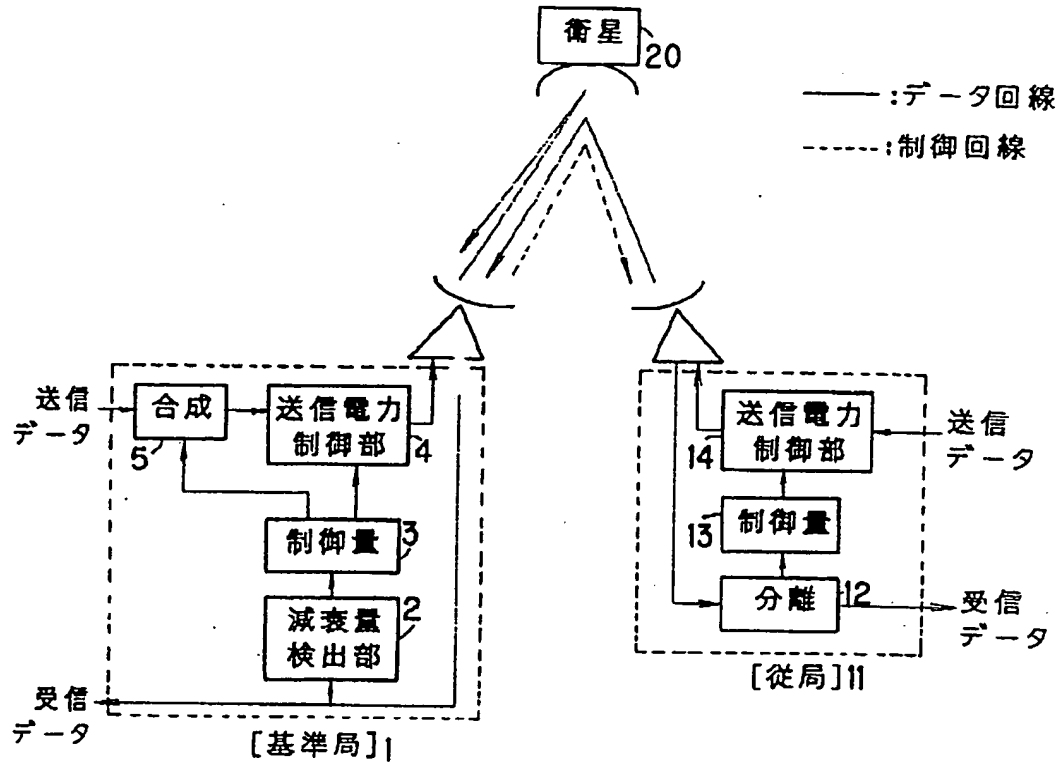 衛星
20
:データ回線
:制御回線
送信
データ
合成
5
送信電力
制御部
4
制御量
3
減衰量
検出部
2
受信
データ
[基準局]1
送信電力
制御部
14
送信
データ
制御量
13
分離
12
受信
データ
[従局]11